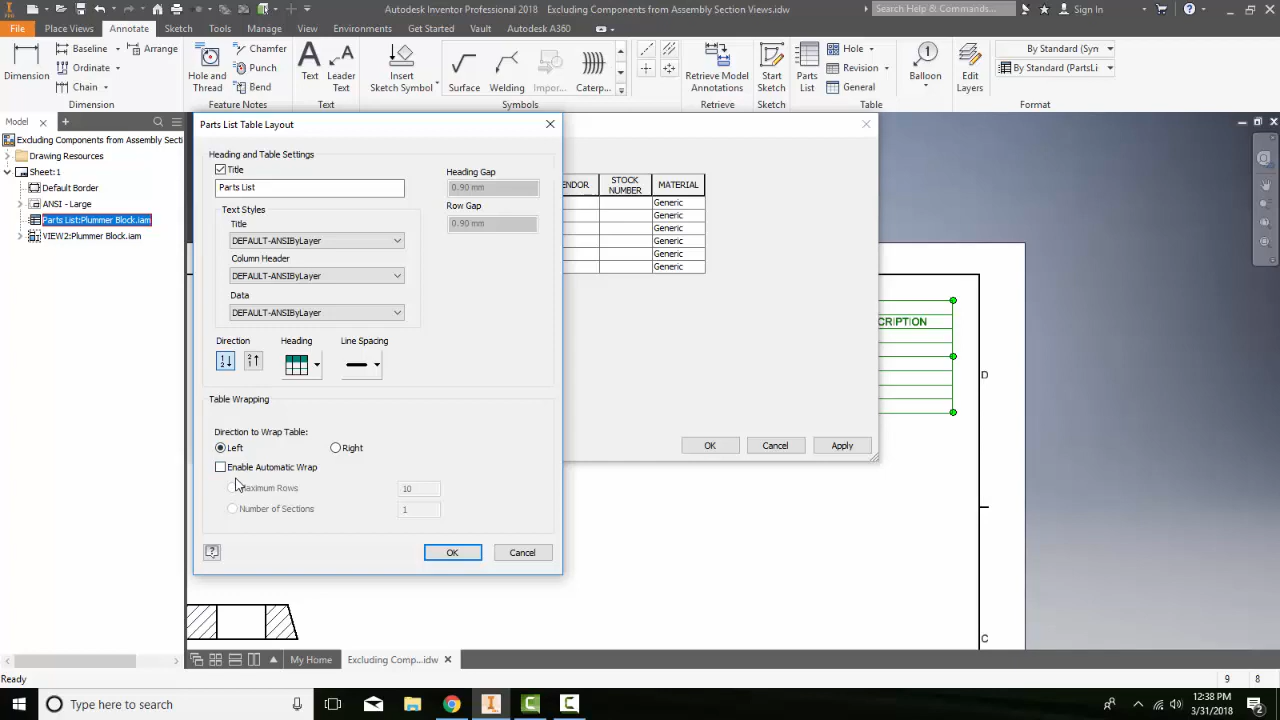 Autodesk Inventor Professional 2018 Excluding Components from Assembly Section Views.idw
Search Help & Commands...
Sign In
File Place Views Annotate Sketch Tools Manage View Environments Get Started Vault Autodesk A360
Dimension
Baseline
Ordinate
Chain
Arrange
Dimension
Hole and Thread
Chamfer
Punch
Bend
Feature Notes
Text
Leader Text
Text
Insert Sketch Symbol
Surface
Welding
Impor...
Caterp...
Symbols
Retrieve Model Annotations
Retrieve
Start Sketch
Sketch
Parts List
Hole
Revision
General
Table
Balloon
1
Edit Layers
By Standard (Syn
By Standard (PartsLi
Format
Model
Excluding Components from Assembly Secti
Drawing Resources
Sheet:1
Default Border
ANSI - Large
Parts List:Plummer Block.iam
VIEW2:Plummer Block.iam
Parts List Table Layout
Heading and Table Settings
Title
Parts List
Heading Gap
0.90 mm
Row Gap
0.90 mm
Text Styles
Title
DEFAULT-ANSIByLayer
Column Header
DEFAULT-ANSIByLayer
Data
DEFAULT-ANSIByLayer
Direction
Heading
Line Spacing
Table Wrapping
Direction to Wrap Table:
Left
Right
Enable Automatic Wrap
Maximum Rows
10
Number of Sections
1
OK
Cancel
ENDOR
STOCK NUMBER
MATERIAL
Generic
Generic
Generic
Generic
Generic
Generic
OK
Cancel
Apply
CRIPTION
D
C
My Home
Excluding Comp...idw
Ready
9 8
Type here to search
12:38 PM
3/31/2018
2